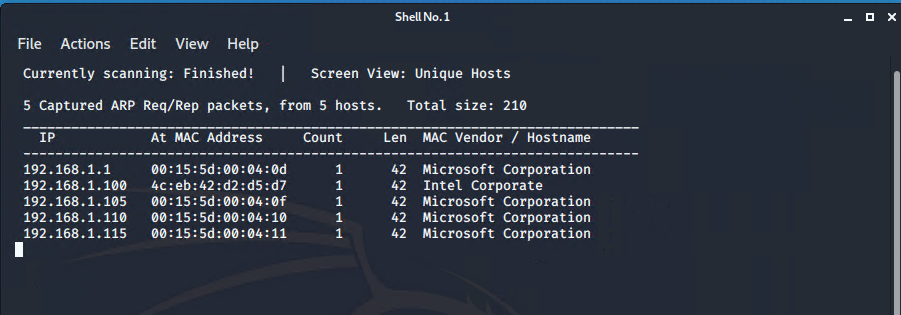 Shell No.1
File Actions Edit View Help
Currently scanning: Finished! | Screen View: Unique Hosts
5 Captured ARP Req/Rep packets, from 5 hosts. Total size: 210
_____________________________________________________________________________
IP At MAC Address Count Len MAC Vendor / Hostname
-----------------------------------------------------------------------------
192.168.1.1 00:15:5d:00:04:0d 1 42 Microsoft Corporation
192.168.1.100 4c:eb:42:d2:d5:d7 1 42 Intel Corporate
192.168.1.105 00:15:5d:00:04:0f 1 42 Microsoft Corporation
192.168.1.110 00:15:5d:00:04:10 1 42 Microsoft Corporation
192.168.1.115 00:15:5d:00:04:11 1 42 Microsoft Corporation